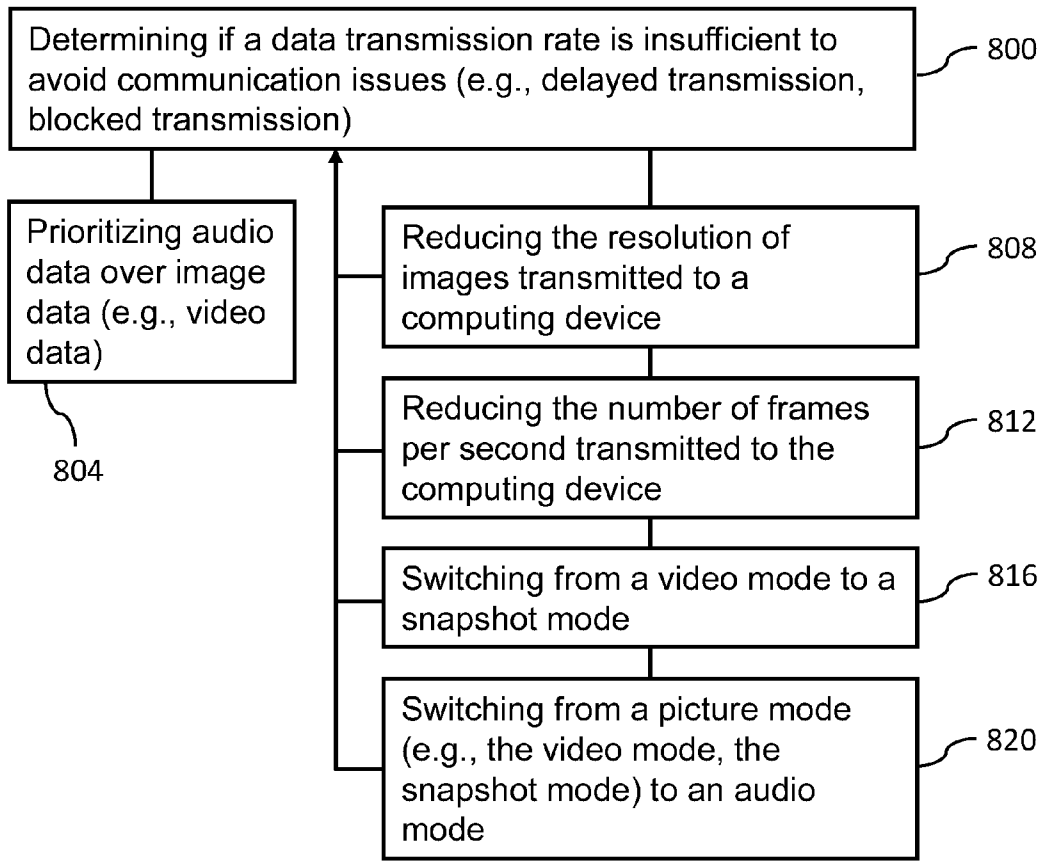 Determining if a data transmission rate is insufficient to
avoid communication issues (e.g., delayed transmission,
blocked transmission)
800
Prioritizing audio
data over image
data (e.g., video
data)
804
Reducing the resolution of
images transmitted to a
computing device
808
Reducing the number of frames
per second transmitted to the
computing device
812
Switching from a video mode to a
snapshot mode
816
Switching from a picture mode
(e.g., the video mode, the
snapshot mode) to an audio
mode
820